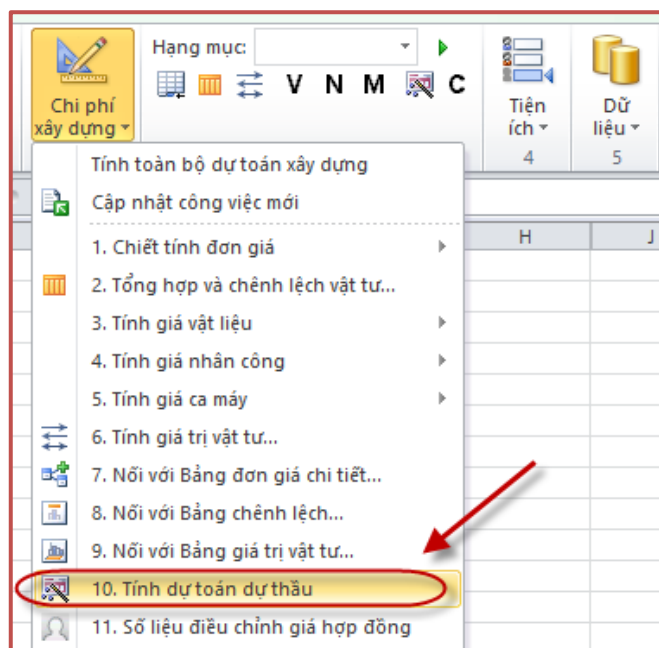 Hạng mục:
Chi phí
xây dựng
V N M C
Tiện
ích
4
Dữ
liệu
5
Tính toàn bộ dự toán xây dựng
Cập nhật công việc mới
1. Chiết tính đơn giá
2. Tổng hợp và chênh lệch vật tư...
3. Tính giá vật liệu
4. Tính giá nhân công
5. Tính giá ca máy
6. Tính giá trị vật tư...
7. Nối với Bảng đơn giá chi tiết...
8. Nối với Bảng chênh lệch...
9. Nối với Bảng giá trị vật tư...
10. Tính dự toán dự thầu
11. Số liệu điều chỉnh giá hợp đồng
H
J